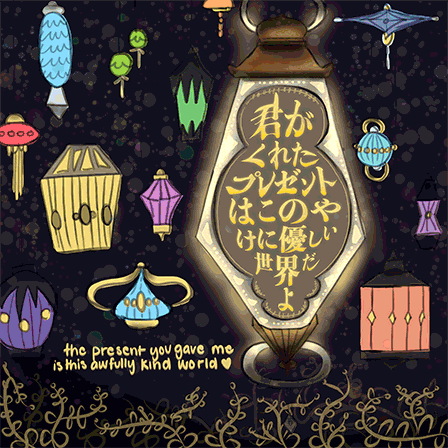 君が
くれた
プレゼント
はこのや
けに優しい
世界だ
よ
the present you gave me
is this awfully kind world